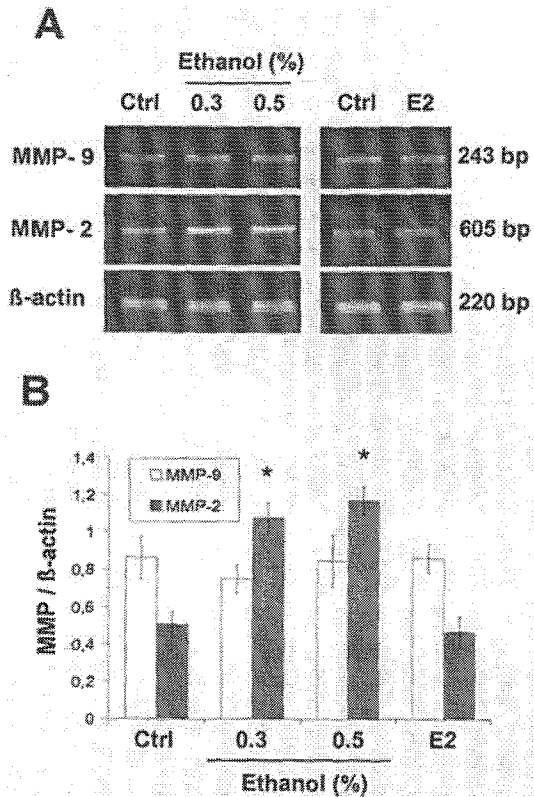 A
Ethanol (%)
Ctrl 0.3 0.5 Ctrl E2
MMP- 9 243 bp
MMP- 2 605 bp
ß-actin 220 bp
B
MMP / ß-actin
1,4
1,2
1
0,8
0,6
0,4
0,2
0
MMP-9
MMP-2
* *
Ctrl 0.3 0.5 E2
Ethanol (%)